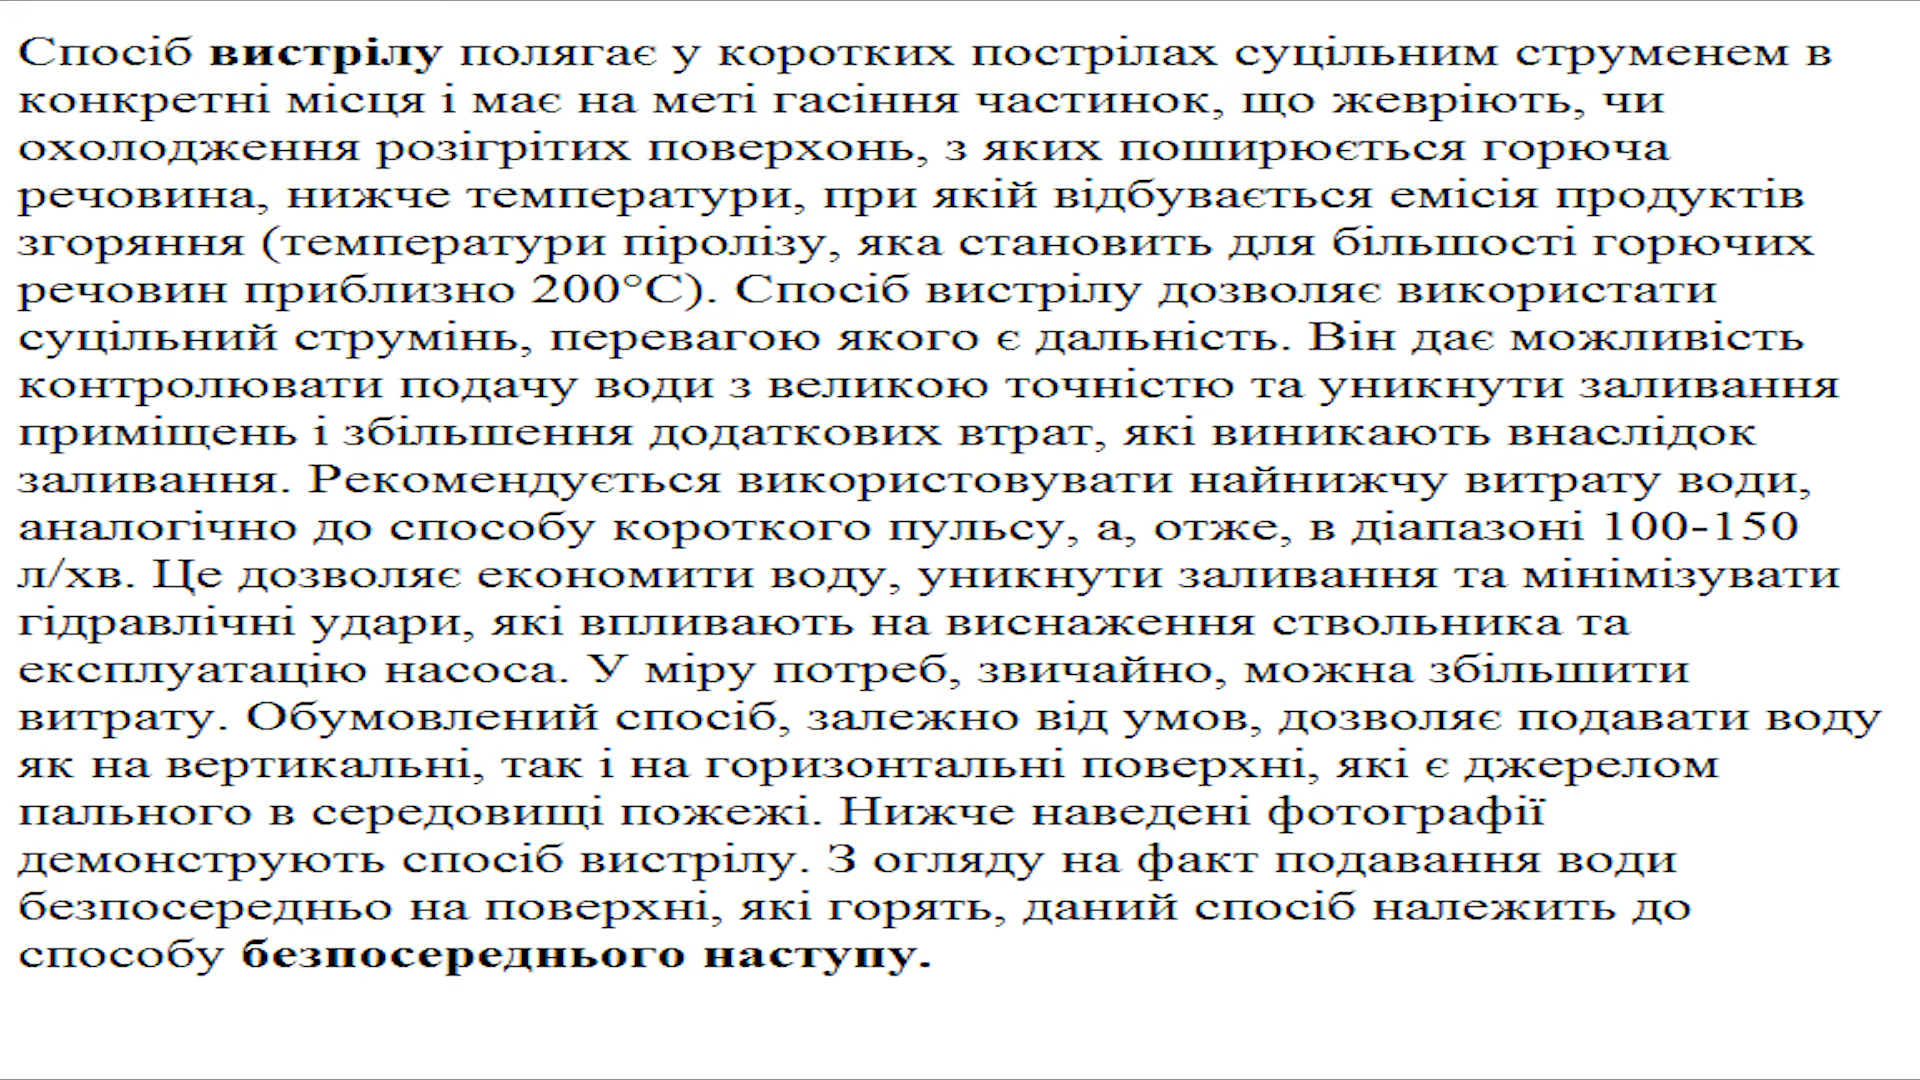 Спосіб вистрілу полягає у коротких пострілах суцільним струменем в
конкретні місця і має на меті гасіння частинок, що жевріють, чи
охолодження розігрітих поверхонь, з яких поширюється горюча
речовина, нижче температури, при якій відбувається емісія продуктів
згоряння (температури піролізу, яка становить для більшості горючих
речовин приблизно 200°С). Спосіб вистрілу дозволяє використати
суцільний струмінь, перевагою якого є дальність. Він дає можливість
контролювати подачу води з великою точністю та уникнути заливання
приміщень і збільшення додаткових втрат, які виникають внаслідок
заливання. Рекомендується використовувати найнижчу витрату води,
аналогічно до способу короткого пульсу, а, отже, в діапазоні 100-150
л/хв. Це дозволяє економити воду, уникнути заливання та мінімізувати
гідравлічні удари, які впливають на виснаження ствольника та
експлуатацію насоса. У міру потреб, звичайно, можна збільшити
витрату. Обумовлений спосіб, залежно від умов, дозволяє подавати воду
як на вертикальні, так і на горизонтальні поверхні, які є джерелом
пального в середовищі пожежі. Нижче наведені фотографії
демонструють спосіб вистрілу. З огляду на факт подавання води
безпосередньо на поверхні, які горять, даний спосіб належить до
способу безпосереднього наступу.